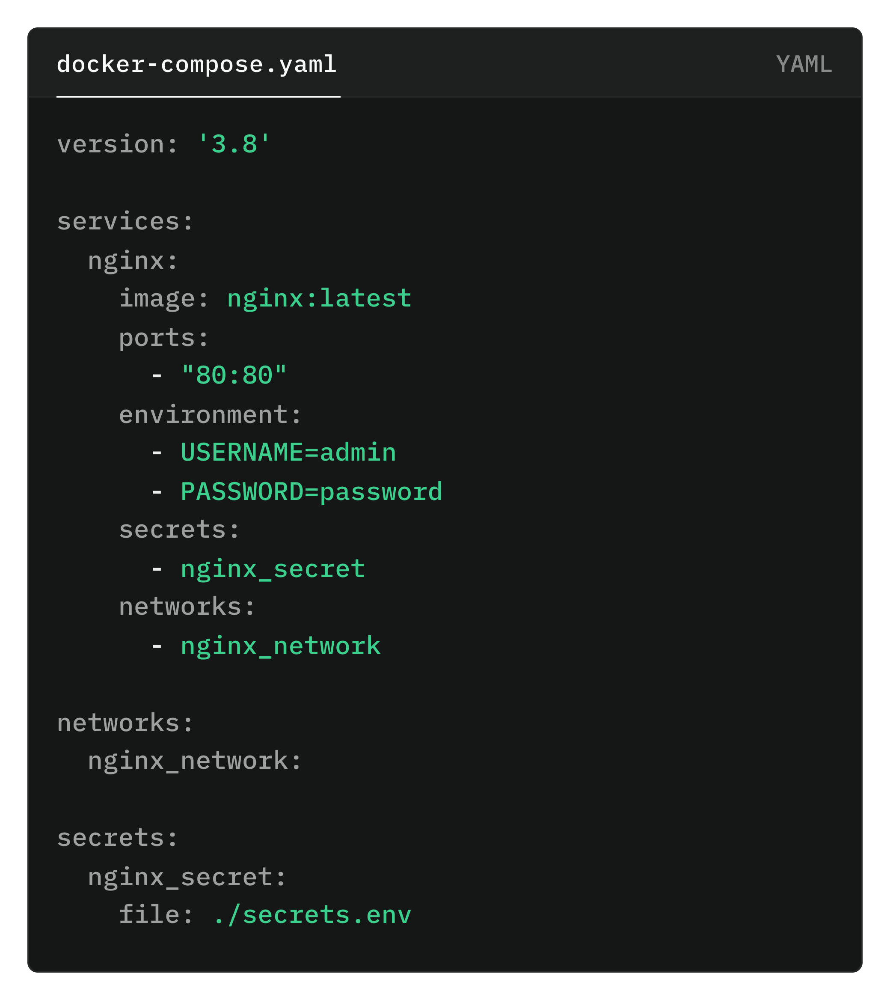 docker-compose.yaml
YAML
version: '3.8'

services:
  nginx:
    image: nginx:latest
    ports:
      - "80:80"
    environment:
      - USERNAME=admin
      - PASSWORD=password
    secrets:
      - nginx_secret
    networks:
      - nginx_network

networks:
  nginx_network:

secrets:
  nginx_secret:
    file: ./secrets.env